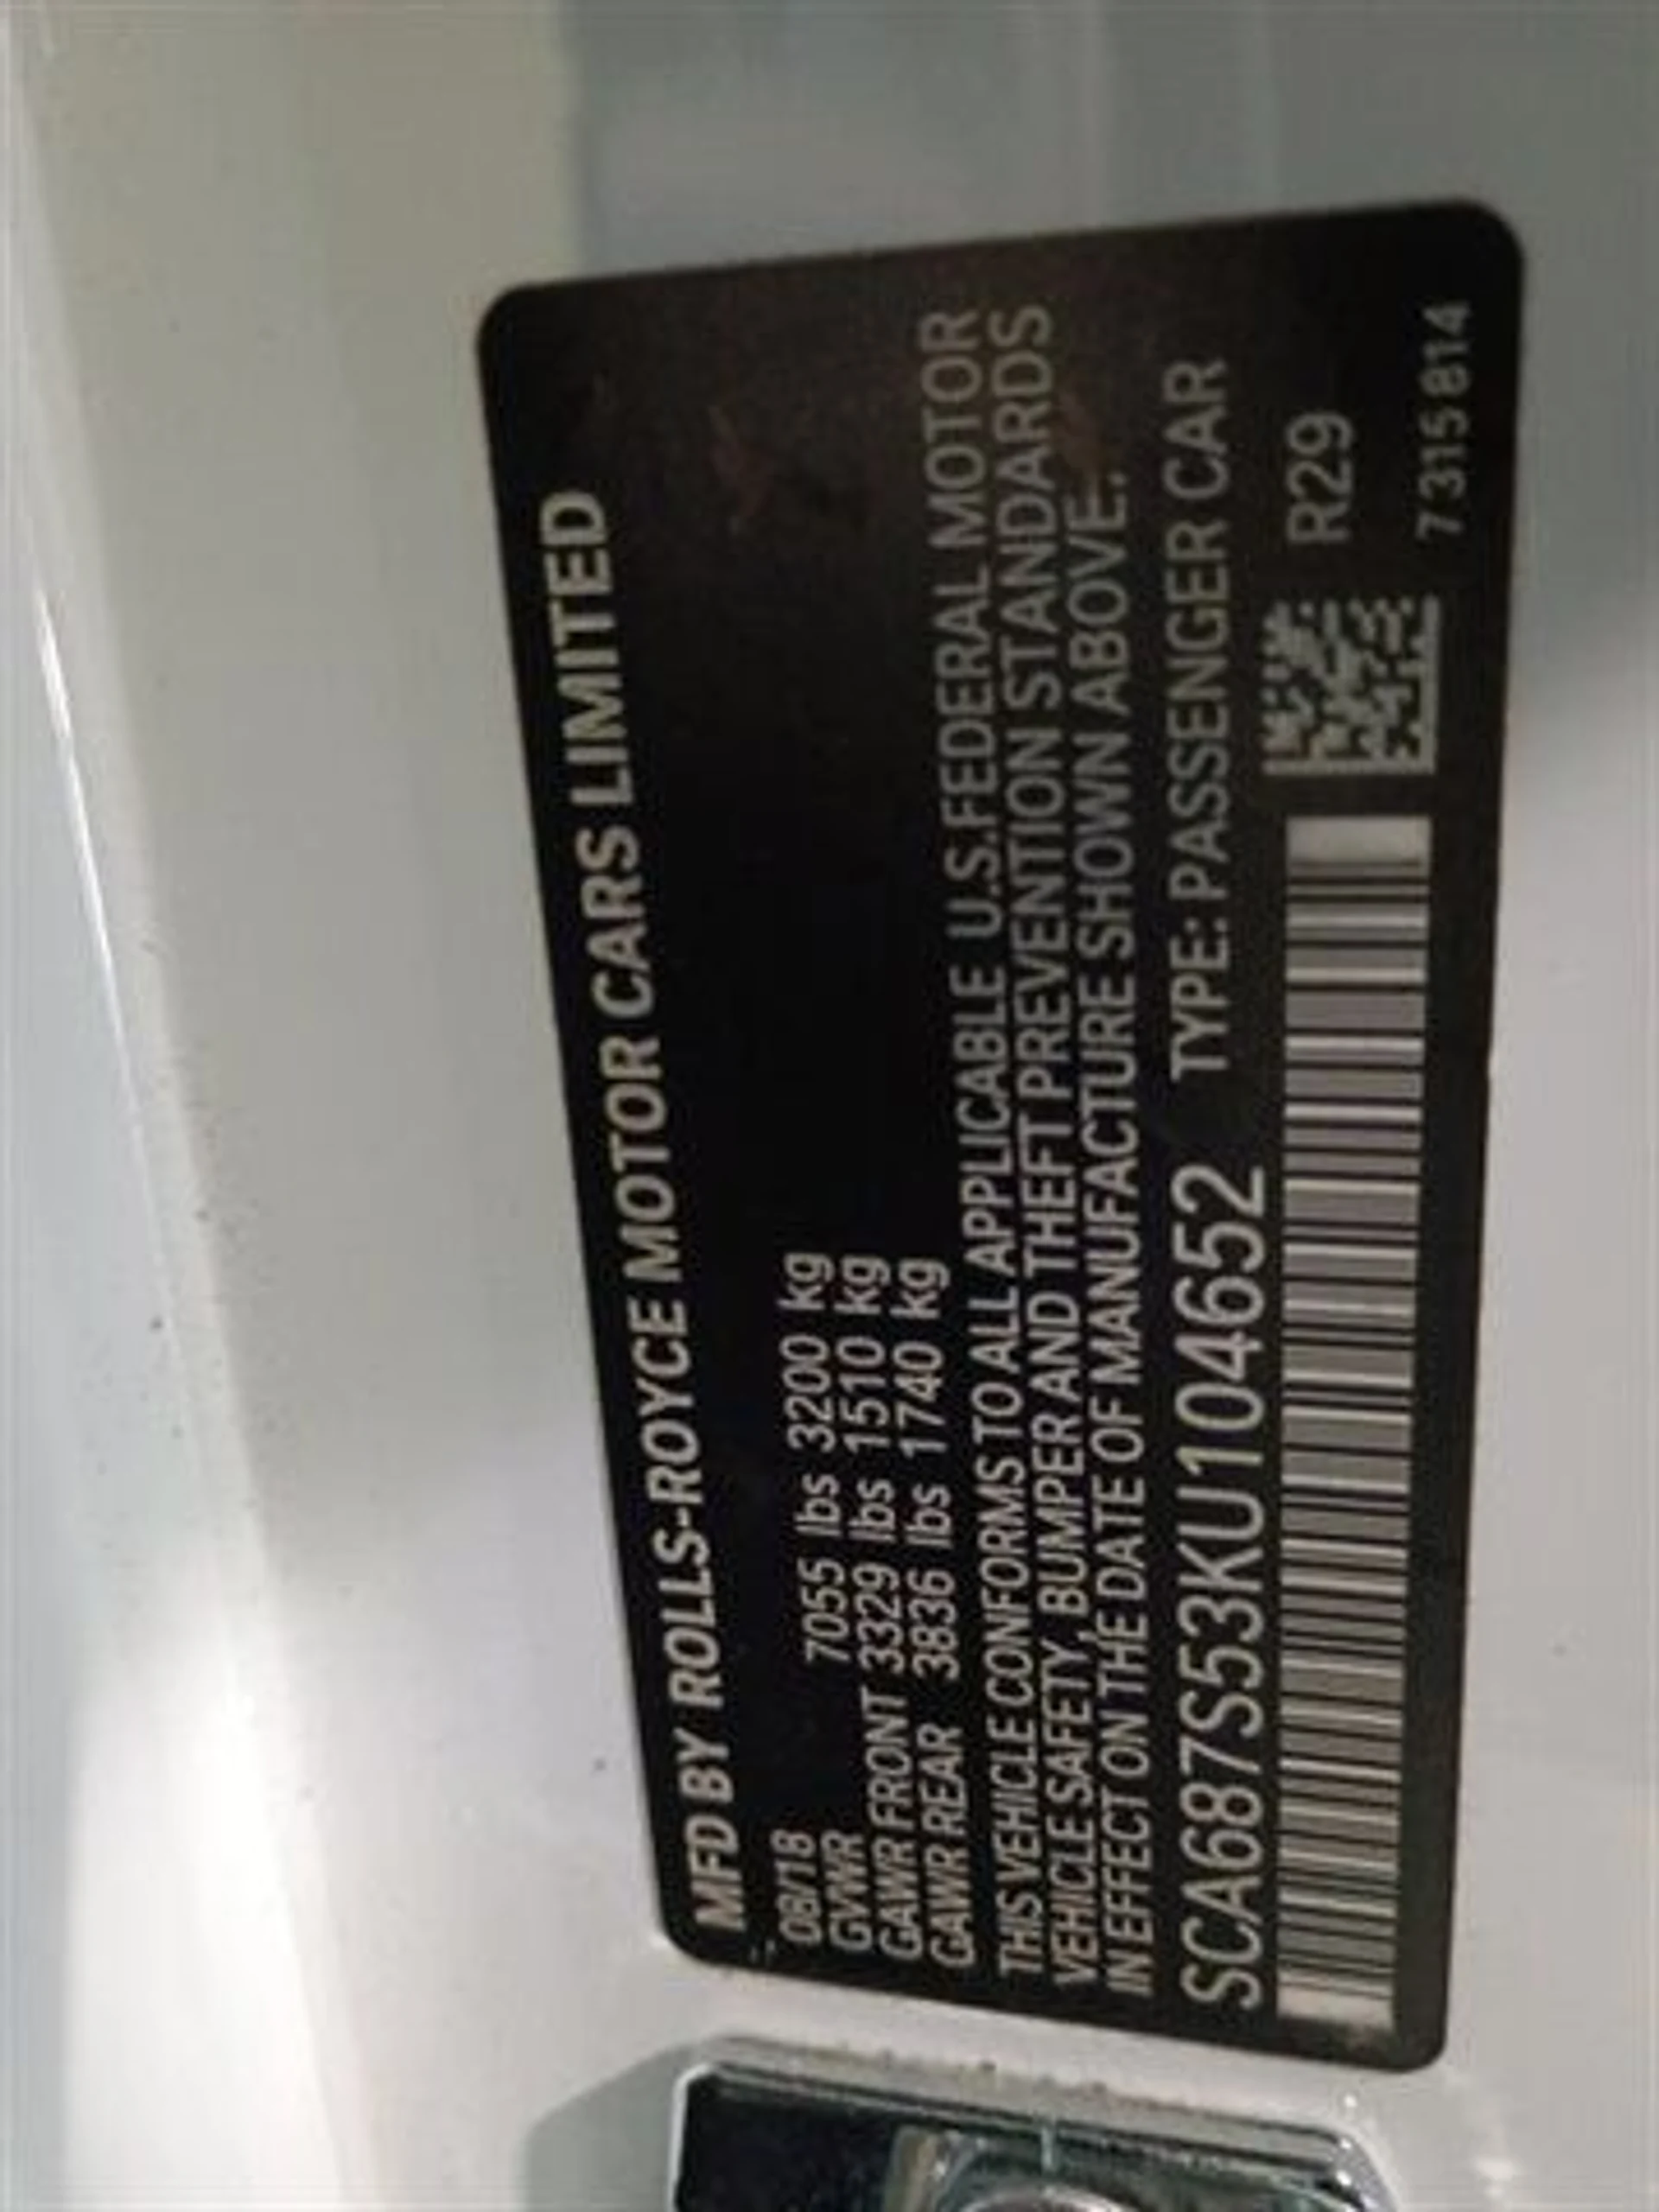 MFD BY ROLLS-ROYCE MOTOR CARS LIMITED
08/18
GVWR 7055 lbs 3200 kg
GAWR FRONT 3329 lbs 1510 kg
GAWR REAR 3836 lbs 1740 kg
THIS VEHICLE CONFORMS TO ALL APPLICABLE U.S.FEDERAL MOTOR
VEHICLE SAFETY, BUMPER AND THEFT PREVENTION STANDARDS
IN EFFECT ON THE DATE OF MANUFACTURE SHOWN ABOVE.
SCA687S53KU104652 TYPE: PASSENGER CAR
R29
7315814